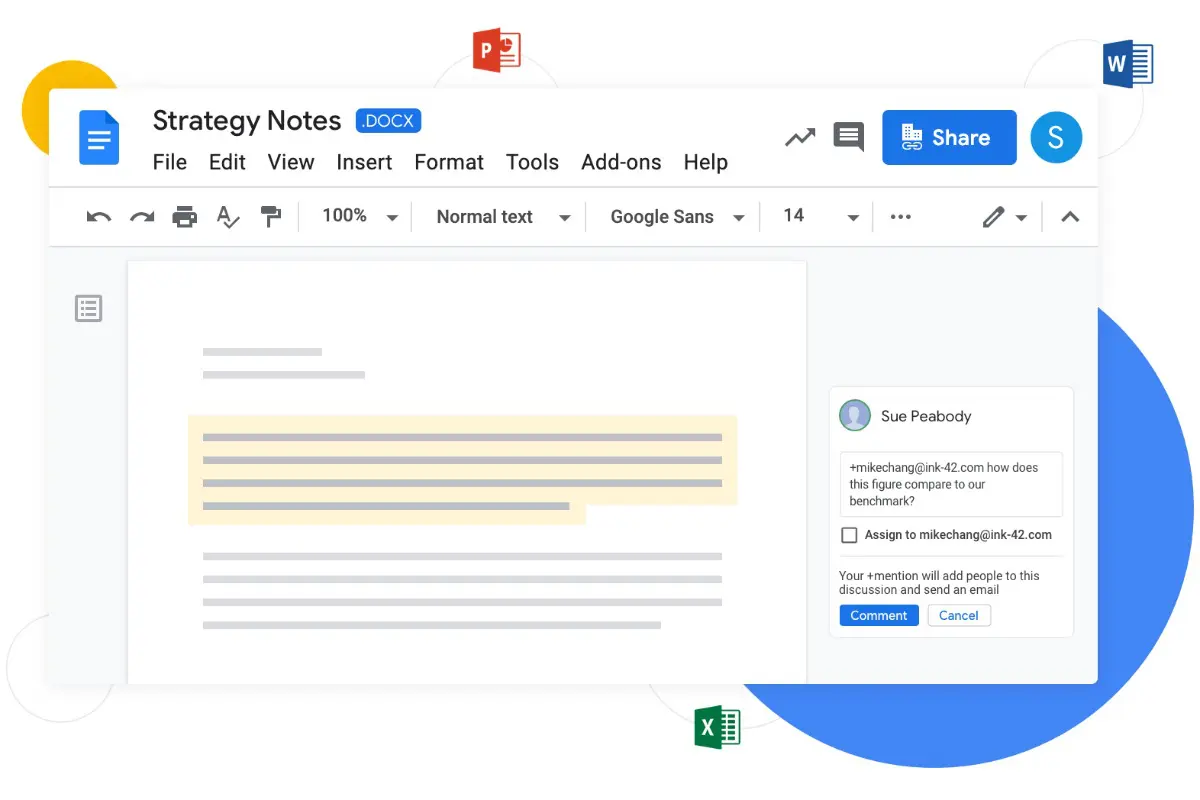 P
W
Strategy Notes .DOCX
File Edit View Insert Format Tools Add-ons Help
Share
S
100% Normal text Google Sans 14
Sue Peabody
+mikechang@ink-42.com how does
this figure compare to our
benchmark?
Assign to mikechang@ink-42.com
Your +mention will add people to this
discussion and send an email
Comment Cancel
X